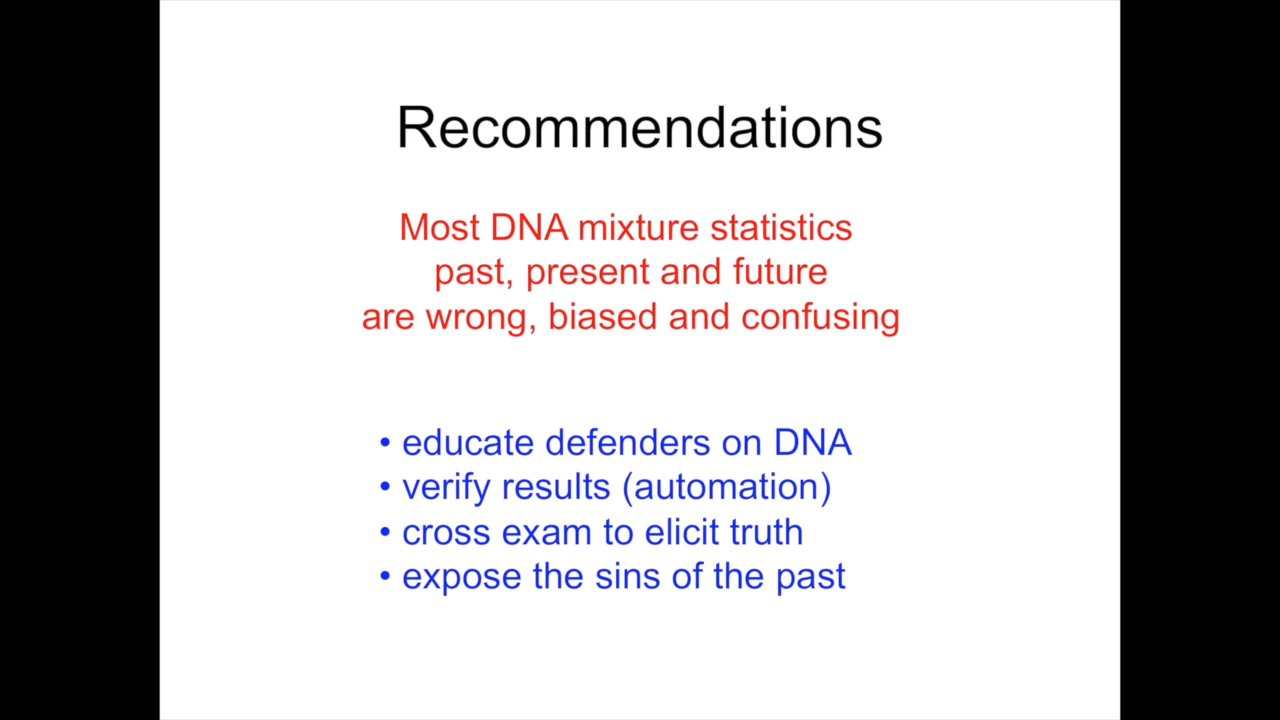 Recommendations
Most DNA mixture statistics
past, present and future
are wrong, biased and confusing
• educate defenders on DNA
• verify results (automation)
• cross exam to elicit truth
• expose the sins of the past